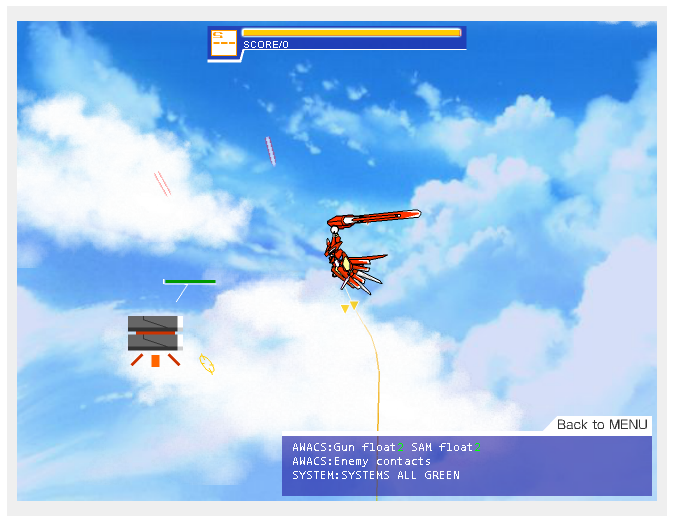 S
SCORE/0
Back to MENU
AWACS:Gun float2 SAM float2
AWACS:Enemy contacts
SYSTEM:SYSTEMS ALL GREEN